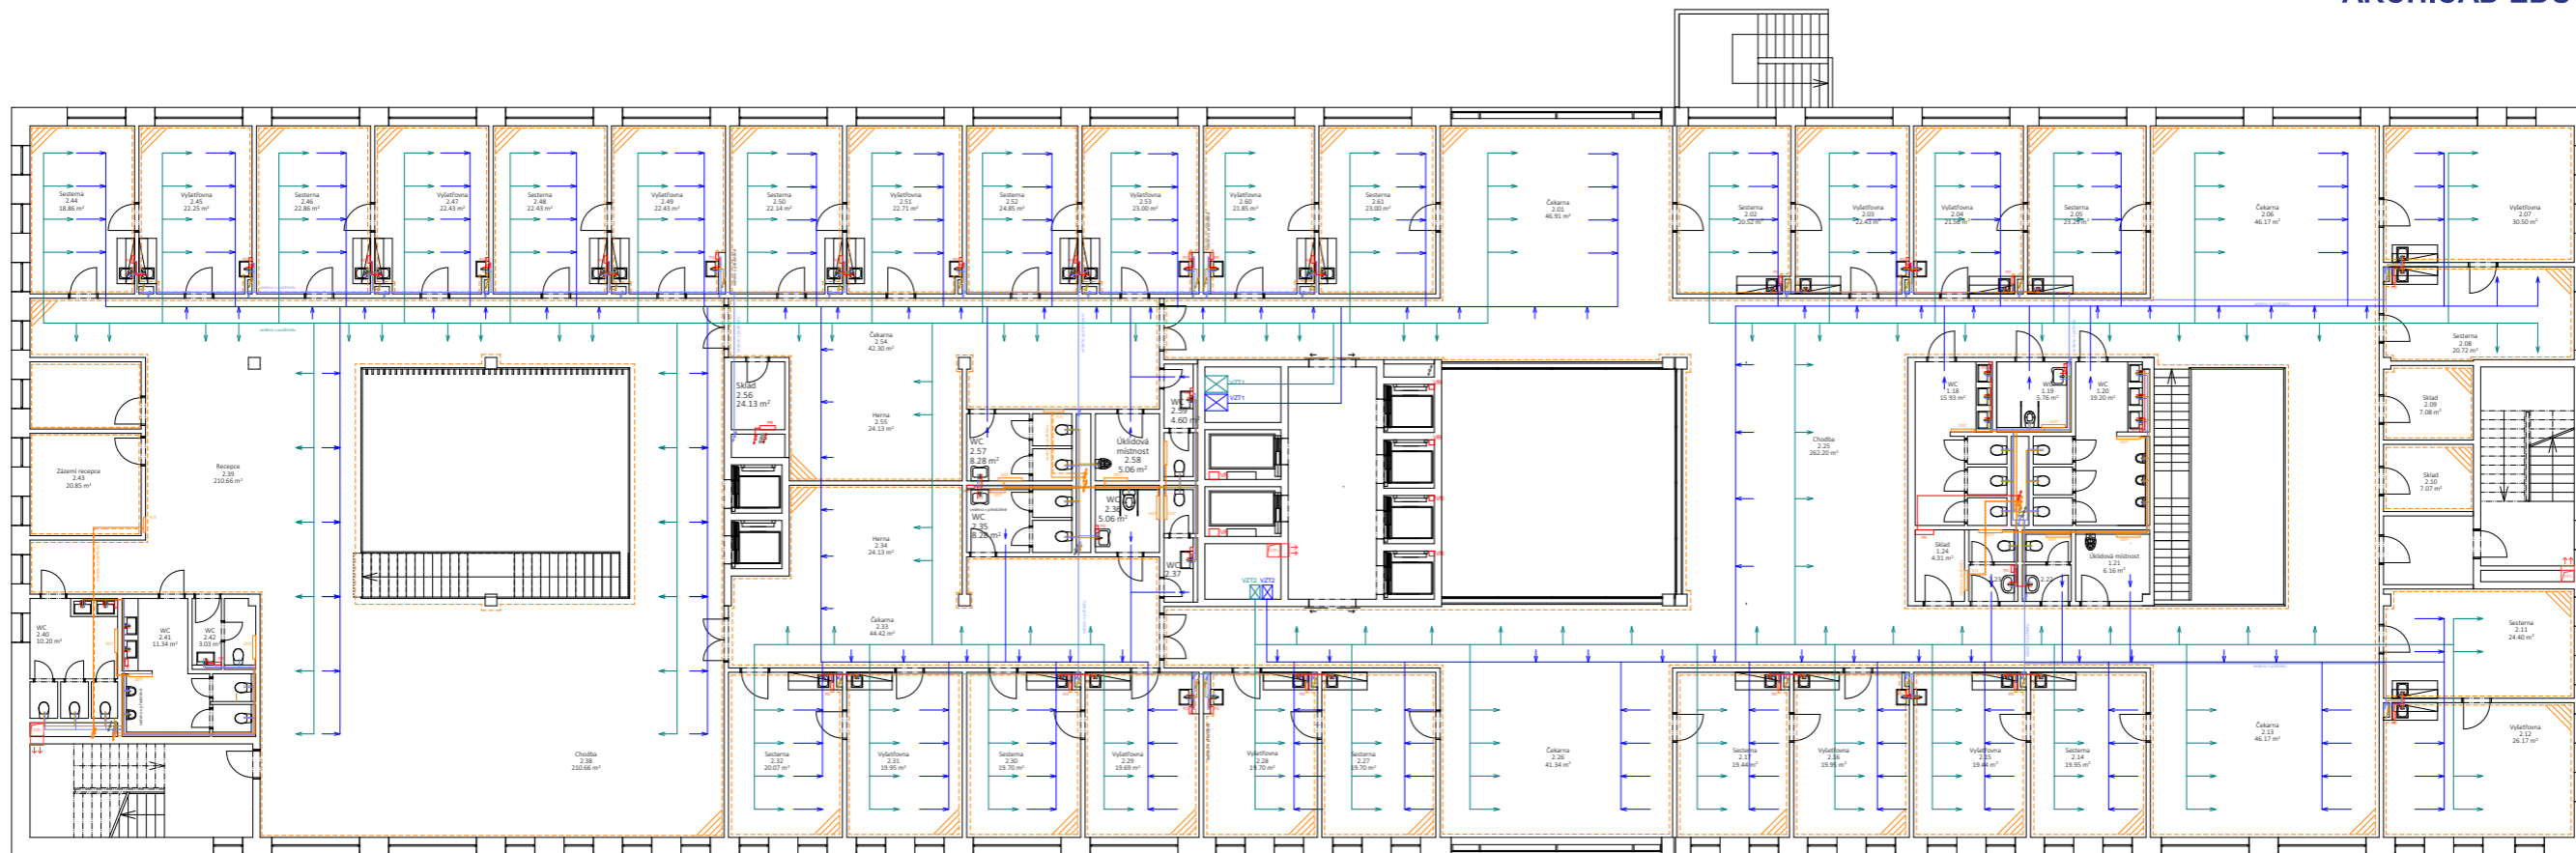 Sesterna
2.44
18.86 m²
Vyšetřovna
2.45
22.25 m²
Sesterna
2.46
22.86 m²
Vyšetřovna
2.47
22.43 m²
Sesterna
2.48
22.43 m²
Vyšetřovna
2.49
22.43 m²
Sesterna
2.50
22.14 m²
Vyšetřovna
2.51
22.71 m²
Sesterna
2.52
24.85 m²
Vyšetřovna
2.53
23.00 m²
Vyšetřovna
2.60
21.85 m²
Sesterna
2.61
23.00 m²
Čekarna
2.01
46.91 m²
Sesterna
2.02
20.52 m²
Vyšetřovna
2.03
22.43 m²
Vyšetřovna
2.04
21.58 m²
Sesterna
2.05
23.29 m²
Čekarna
2.06
46.17 m²
Vyšetřovna
2.07
30.50 m²
Sesterna
2.08
20.72 m²
Čekarna
2.54
42.30 m²
Sklad
2.56
24.13 m²
Herna
2.55
24.13 m²
WC
2.57
8.28 m²
Úklidová
místnost
2.58
5.06 m²
WC
2.59
4.60 m²
VZT1
VZT1
WC
1.18
15.93 m²
WC
1.19
5.76 m²
WC
1.20
19.20 m²
Sklad
2.09
7.08 m²
Sklad
2.10
7.07 m²
Zázemí recepce
2.43
20.85 m²
Recepce
2.39
210.66 m²
Chodba
2.25
262.20 m²
WC
2.35
8.28 m²
WC
2.36
5.06 m²
Herna
2.34
24.13 m²
WC
2.37
VZT2
VZT2
Sklad
1.24
4.31 m²
2.23
2.22
Úklidová místnost
1.21
6.16 m²
WC
2.40
10.20 m²
WC
2.41
11.34 m²
WC
2.42
3.03 m²
Čekarna
2.33
44.42 m²
Sesterna
2.11
24.40 m²
Chodba
2.38
210.66 m²
Sesterna
2.32
20.07 m²
Vyšetřovna
2.31
19.95 m²
Sesterna
2.30
19.70 m²
Vyšetřovna
2.29
19.69 m²
Vyšetřovna
2.28
19.70 m²
Sesterna
2.27
19.70 m²
Čekarna
2.26
41.34 m²
Sesterna
2.17
19.44 m²
Vyšetřovna
2.16
19.95 m²
Vyšetřovna
2.15
19.44 m²
Sesterna
2.14
19.95 m²
Čekarna
2.13
46.17 m²
Vyšetřovna
2.12
26.17 m²